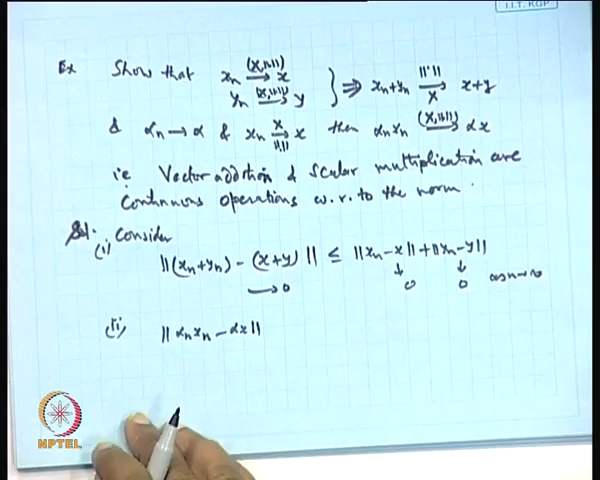 I.I.T. KGP
Ex Show that xₙ —(X,||·||)→ x
yₙ —(X,||·||)→ y } ⇒ xₙ+yₙ —||·||/X→ x+y
& αₙ → α & xₙ —X/||·||→ x then αₙxₙ —(X,||·||)→ αx
i.e Vector addition & scalar multiplication are
continuous operations w.r.to the norm.
Sol. Consider
(i) ||(xₙ+yₙ) - (x+y)|| ≤ ||xₙ-x|| + ||yₙ-y||
→ 0 ↓ 0 ↓ 0 as n→∞
(ii) ||αₙxₙ - αx||
NPTEL